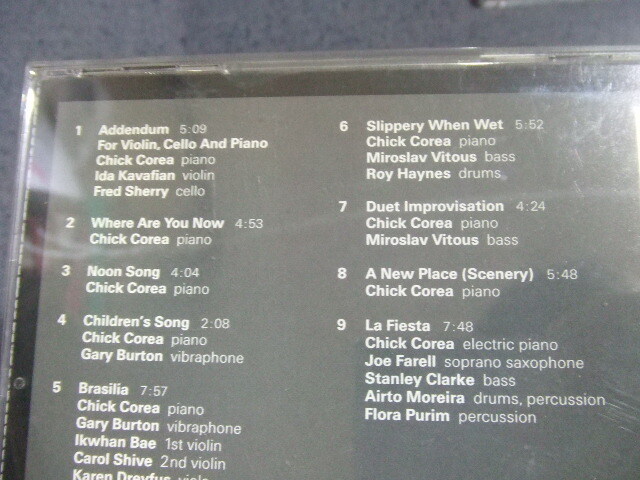 1 Addendum 5:09
For Violin, Cello And Piano
Chick Corea piano
Ida Kavafian violin
Fred Sherry cello
2 Where Are You Now 4:53
Chick Corea piano
3 Noon Song 4:04
Chick Corea piano
4 Children's Song 2:08
Chick Corea piano
Gary Burton vibraphone
5 Brasilia 7:57
Chick Corea piano
Gary Burton vibraphone
Ikwhan Bae 1st violin
Carol Shive 2nd violin
Karen Dreyfus viola
6 Slippery When Wet 5:52
Chick Corea piano
Miroslav Vitous bass
Roy Haynes drums
7 Duet Improvisation 4:24
Chick Corea piano
Miroslav Vitous bass
8 A New Place (Scenery) 5:48
Chick Corea piano
9 La Fiesta 7:48
Chick Corea electric piano
Joe Farell soprano saxophone
Stanley Clarke bass
Airto Moreira drums, percussion
Flora Purim percussion